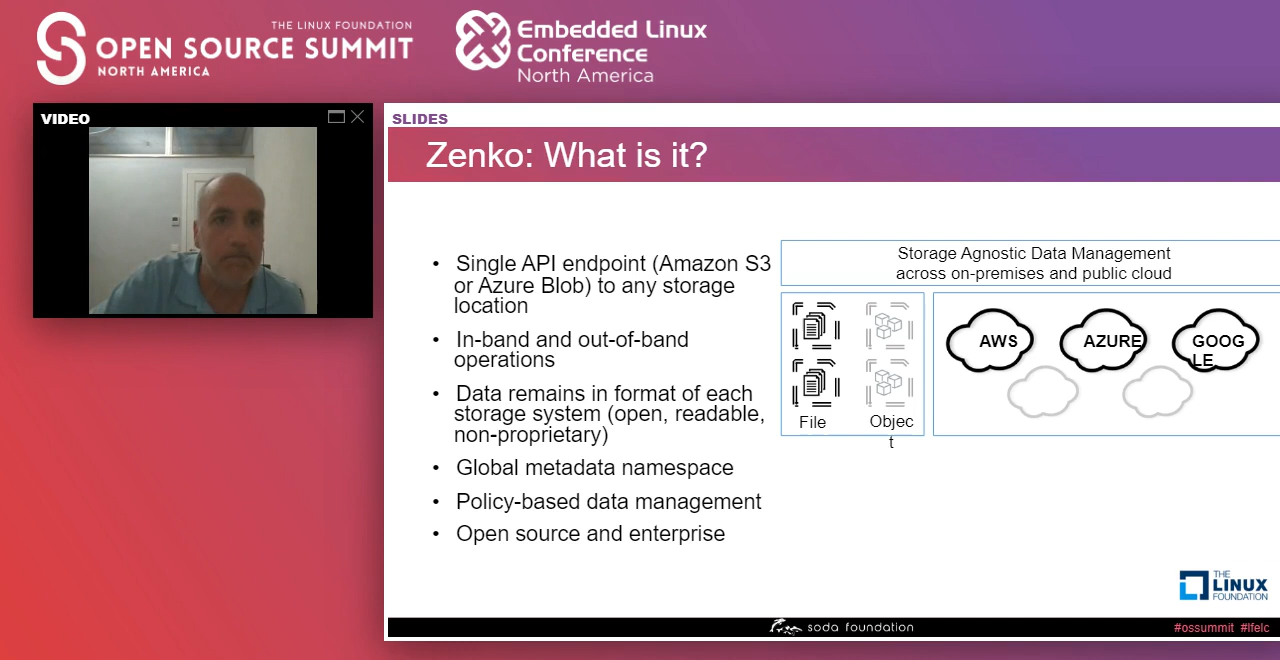 THE LINUX FOUNDATION
OPEN SOURCE SUMMIT
NORTH AMERICA
Embedded Linux
Conference
North America
VIDEO
SLIDES
Zenko: What is it?
• Single API endpoint (Amazon S3
or Azure Blob) to any storage
location
• In-band and out-of-band
operations
• Data remains in format of each
storage system (open, readable,
non-proprietary)
• Global metadata namespace
• Policy-based data management
• Open source and enterprise
Storage Agnostic Data Management
across on-premises and public cloud
File
Objec
t
AWS
AZURE
GOOG
LE
THE
LINUX
FOUNDATION
soda foundation
#ossummit #lfelc